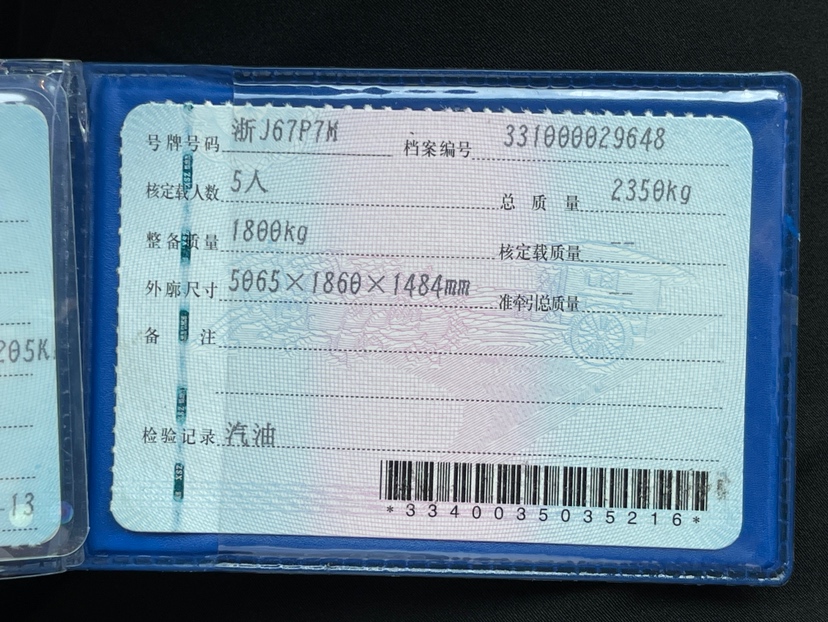 号牌号码 浙J67P7M 档案编号 331000029648
核定载人数 5人 总质量 2350kg
整备质量 1800kg 核定载质量 --
外廓尺寸 5065×1860×1484mm 准牵引总质量 --
备注
205K
检验记录 汽油
*3340035035216*
-13